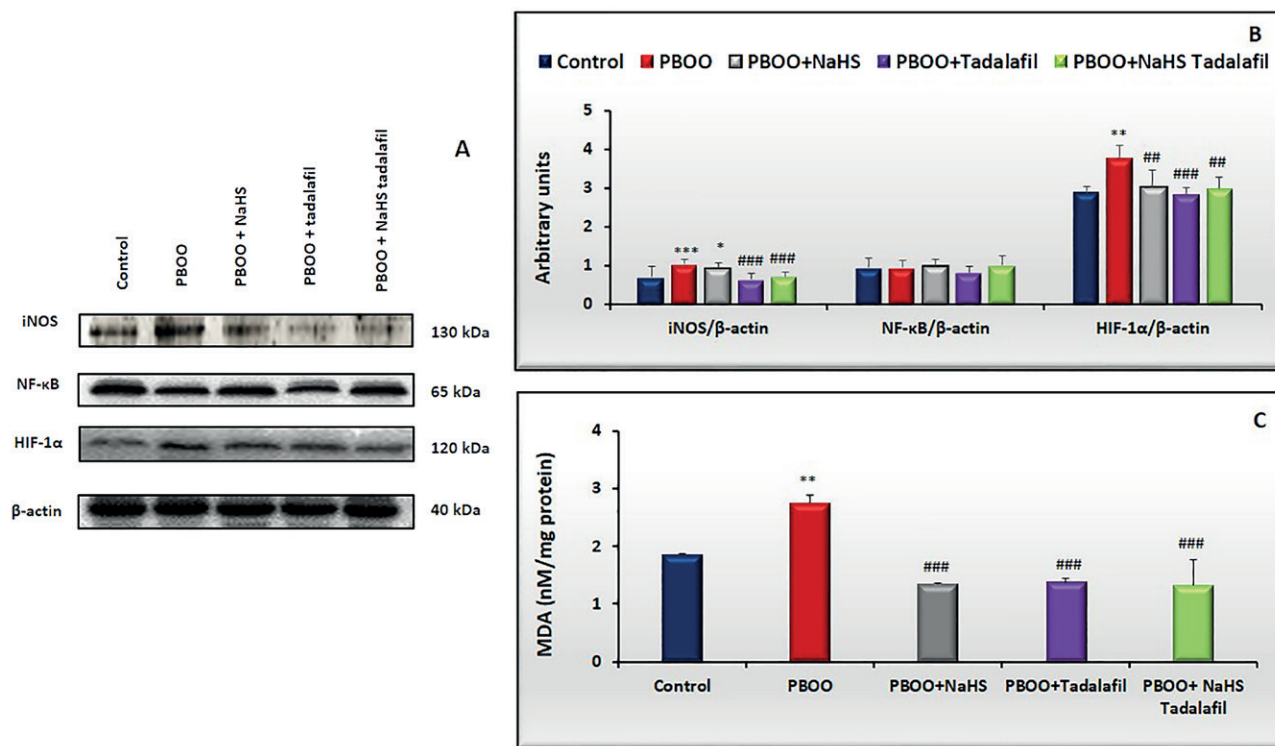 A
Control
PBOO
PBOO + NaHS
PBOO + tadalafil
PBOO + NaHS tadalafil
iNOS
130 kDa
NF-κB
65 kDa
HIF-1α
120 kDa
β-actin
40 kDa
B
Control PBOO PBOO+NaHS PBOO+Tadalafil PBOO+NaHS Tadalafil
Arbitrary units
5
4
3
2
1
0
*** * ### ###
** ## ### ##
iNOS/β-actin NF-κB/β-actin HIF-1α/β-actin
C
MDA (nM/mg protein)
4
3
2
1
0
** ### ### ###
Control PBOO PBOO+NaHS PBOO+Tadalafil PBOO+ NaHS
Tadalafil